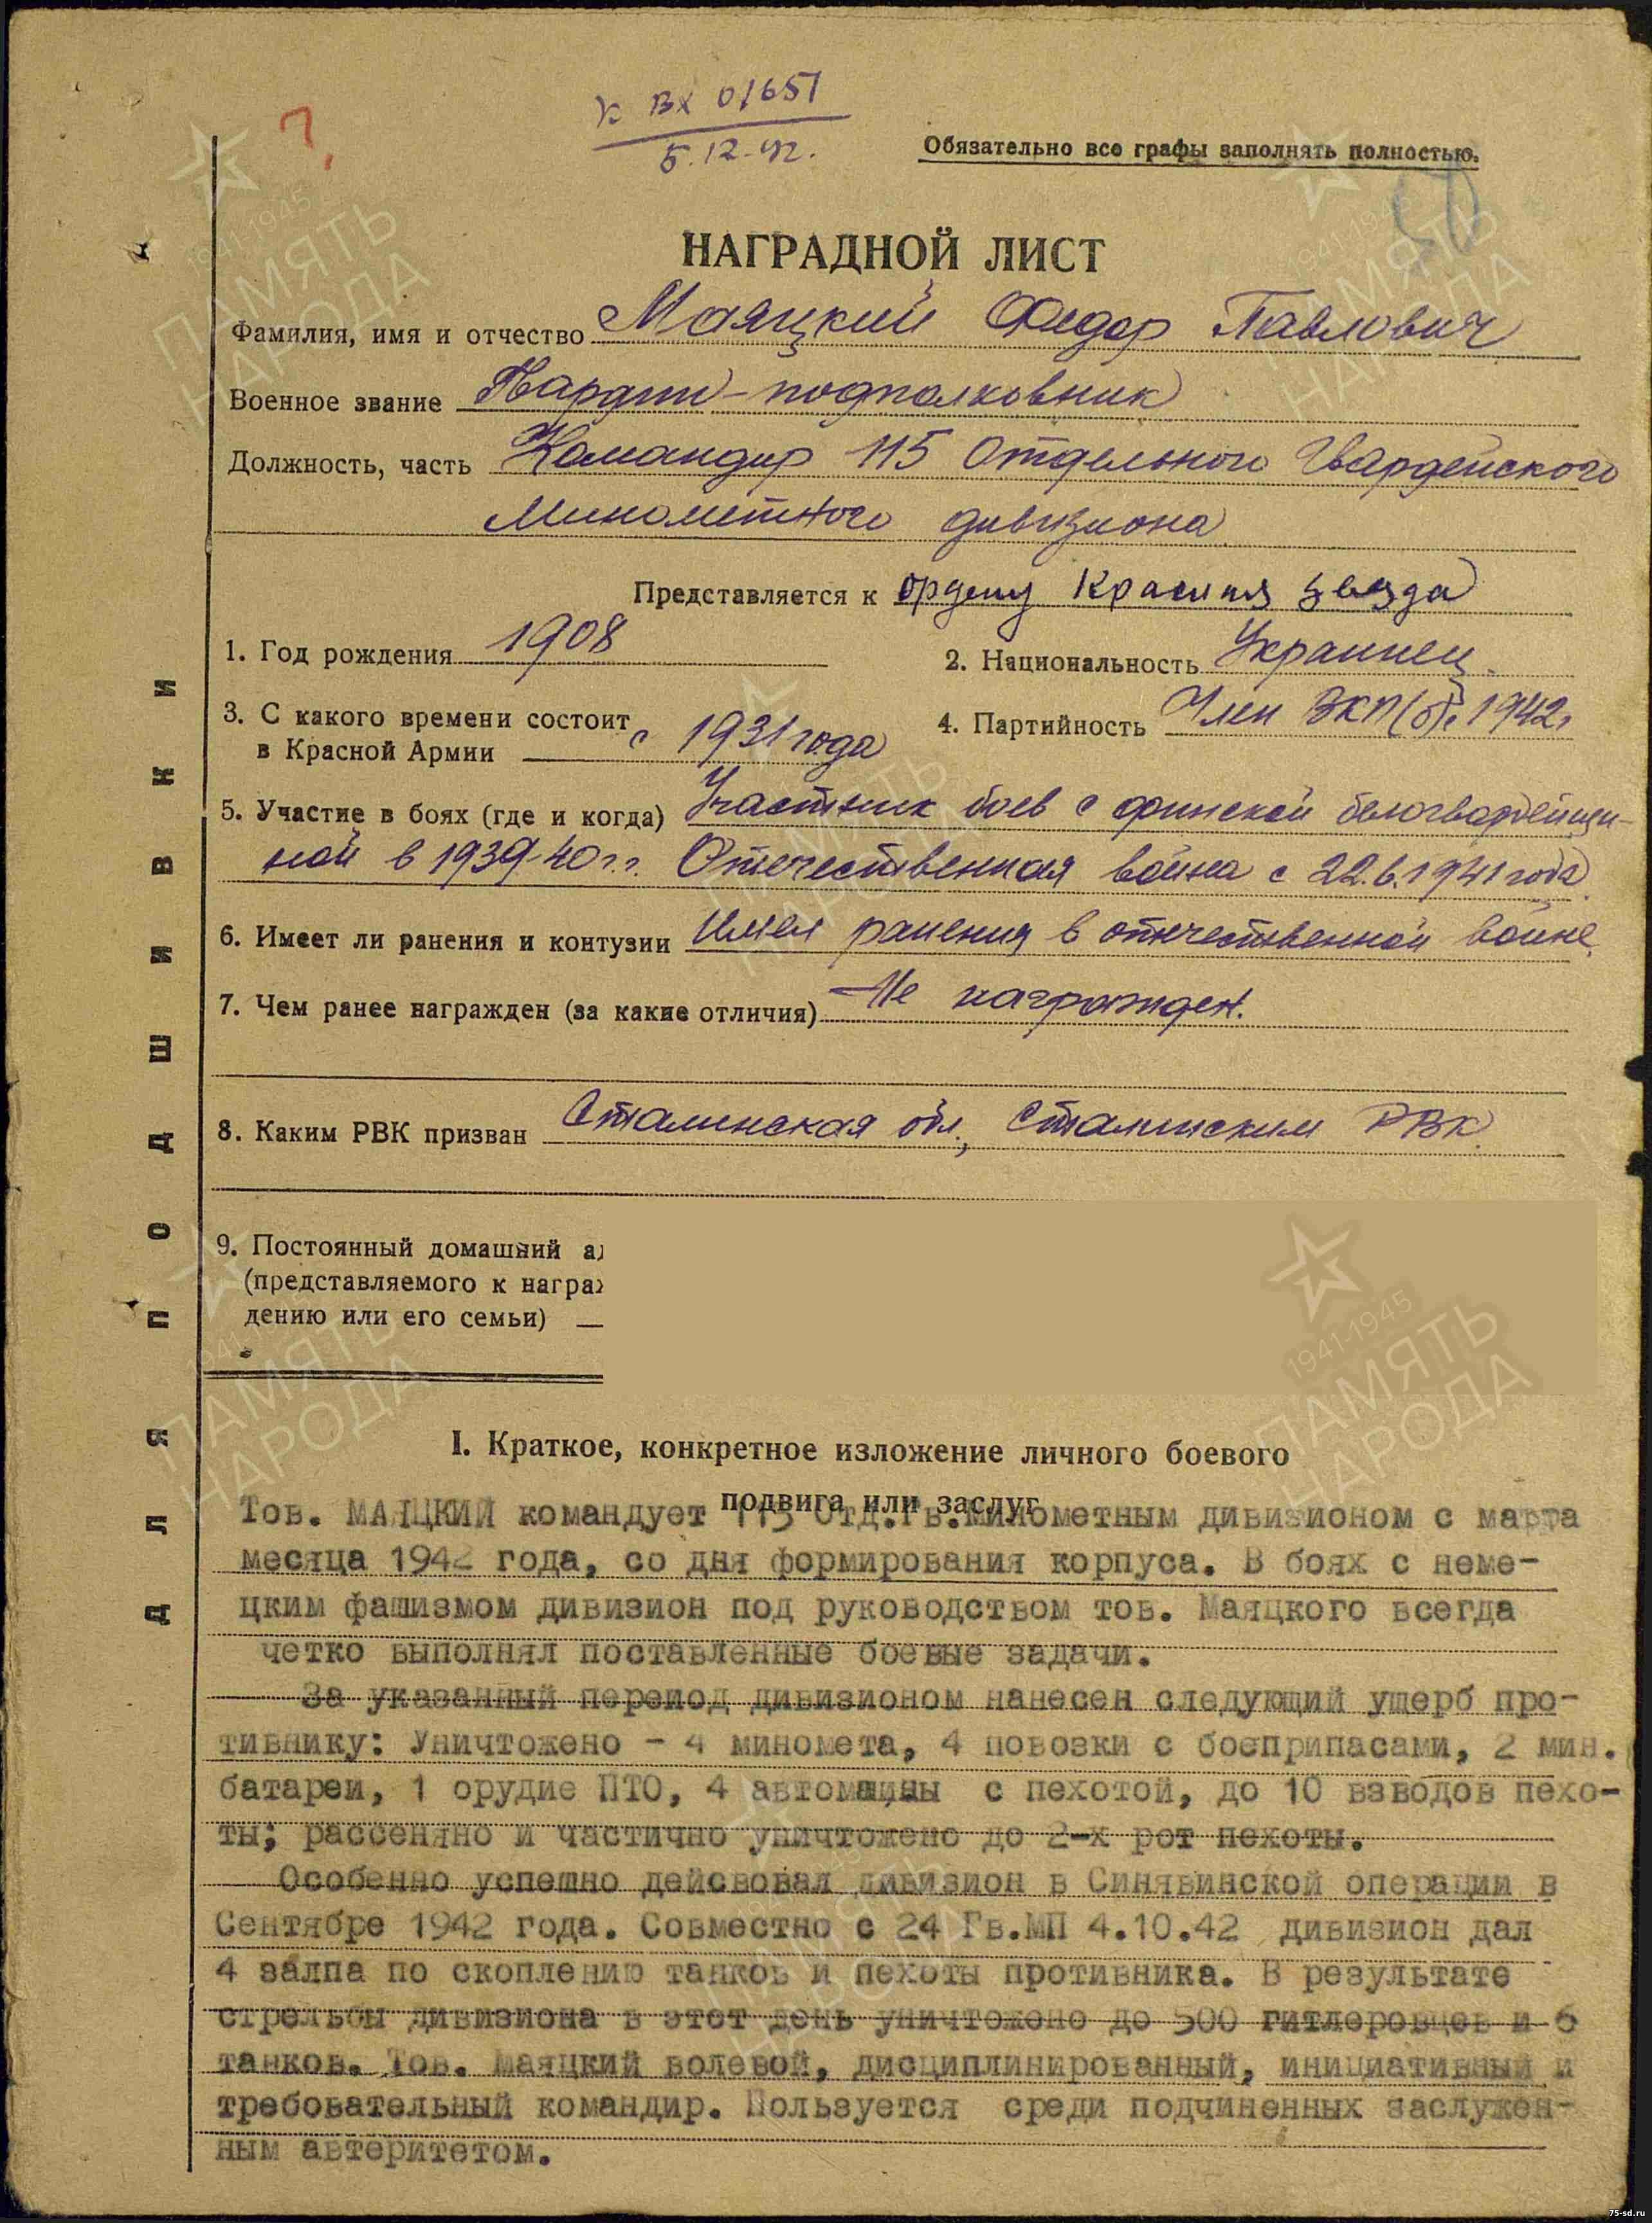 к вх 01651
5.12.42.
Обязательно все графы заполнять полностью.
НАГРАДНОЙ ЛИСТ
Фамилия, имя и отчество Маяцкий Федор Павлович
Военное звание Гвардии-подполковник
Должность, часть Командир 115 Отдельного Гвардейского
Минометного дивизиона
Представляется к ордену Красная звезда
1. Год рождения 1908
2. Национальность Украинец.
3. С какого времени состоит
в Красной Армии с 1931 года
4. Партийность Член ВКП(б) с 1942г
5. Участие в боях (где и когда) Участник боев с финской белогвардейщи-
ной в 1939-40г.г. Отечественная война с 22.6.1941 года.
6. Имеет ли ранения и контузии Имел ранения в отечественной войне
7. Чем ранее награжден (за какие отличия) Не награжден.
8. Каким РВК призван Сталинская обл., Сталинским РВК.
9. Постоянный домашний ад
(представляемого к награж
дению или его семьи)
ДЛЯ ПОДШИВКИ
I. Краткое, конкретное изложение личного боевого
подвига или заслуг
Тов. МАЯЦКИЙ командует 115 Отд.Гв.Минометным дивизионом с марта
месяца 1942 года, со дня формирования корпуса. В боях с неме-
цким фашизмом дивизион под руководством тов. Маяцкого всегда
четко выполнял поставленные боевые задачи.
За указанный период дивизионом нанесен следующий ущерб про-
тивнику: Уничтожено - 4 миномета, 4 повозки с боеприпасами, 2 мин.
батареи, 1 орудие ПТО, 4 автомашины с пехотой, до 10 взводов пехо-
ты; рассеяно и частично уничтожено до 2-х рот пехоты.
Особенно успешно действовал дивизион в Синявинской операции в
Сентябре 1942 года. Совместно с 24 Гв.МП 4.10.42 дивизион дал
4 залпа по скоплению танков и пехоты противника. В результате
стрельбы дивизиона в этот день уничтожено до 500 гитлеровцев и 6
танков. Тов. Маяцкий волевой, дисциплинированный, инициативный и
требовательный командир. Пользуется среди подчиненных заслужен-
ным автеритетом.
1941-1945
ПАМЯТЬ
НАРОДА
75-sd.ru